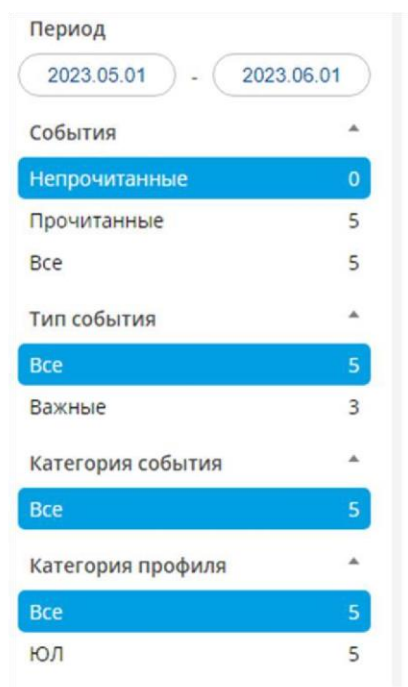 Период
2023.05.01 - 2023.06.01
События
Непрочитанные 0
Прочитанные 5
Все 5
Тип события
Все 5
Важные 3
Категория события
Все 5
Категория профиля
Все 5
ЮЛ 5